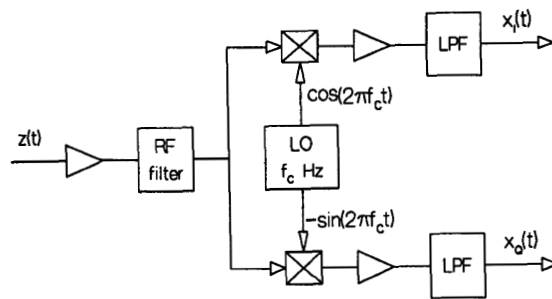 x_i(t)
LPF
cos(2πf_ct)
z(t)
RF
filter
LO
f_c Hz
-sin(2πf_ct)
x_Q(t)
LPF